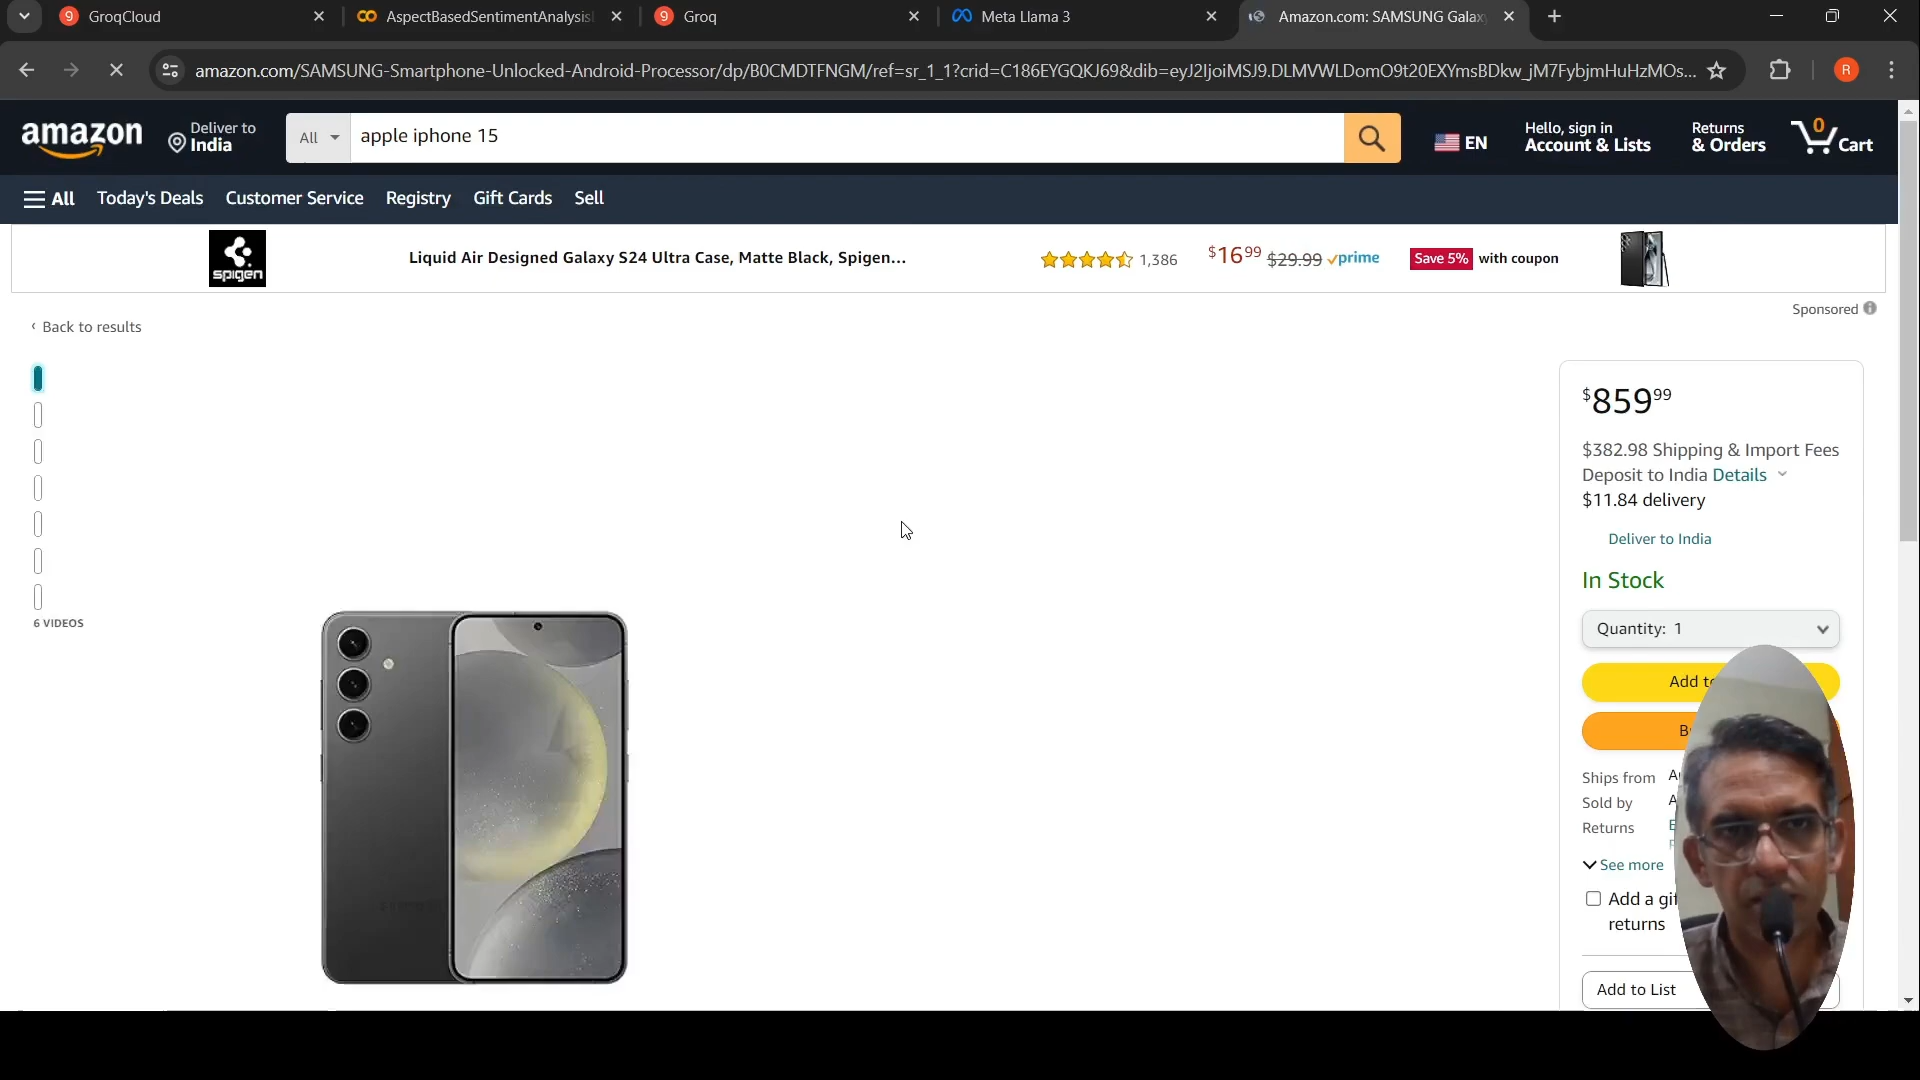 GroqCloud
AspectBasedSentimentAnalysis
Groq
Meta Llama 3
Amazon.com: SAMSUNG Galax
amazon.com/SAMSUNG-Smartphone-Unlocked-Android-Processor/dp/B0CMDTFNGM/ref=sr_1_1?crid=C186EYGQKJ69&dib=eyJ2IjoiMSJ9.DLMVWLDomO9t20EXYmsBDkw_jM7FybjmHuHzMOs...
R
amazon
Deliver to
India
All
apple iphone 15
EN
Hello, sign in
Account & Lists
Returns
& Orders
0
Cart
All
Today's Deals
Customer Service
Registry
Gift Cards
Sell
spigen
Liquid Air Designed Galaxy S24 Ultra Case, Matte Black, Spigen...
1,386
$16.99 $29.99 prime
Save 5% with coupon
Sponsored
‹ Back to results
6 VIDEOS
$859.99
$382.98 Shipping & Import Fees
Deposit to India Details
$11.84 delivery
Deliver to India
In Stock
Quantity: 1
Add
Ships from
Sold by
Returns
See more
Add a
returns
Add to List